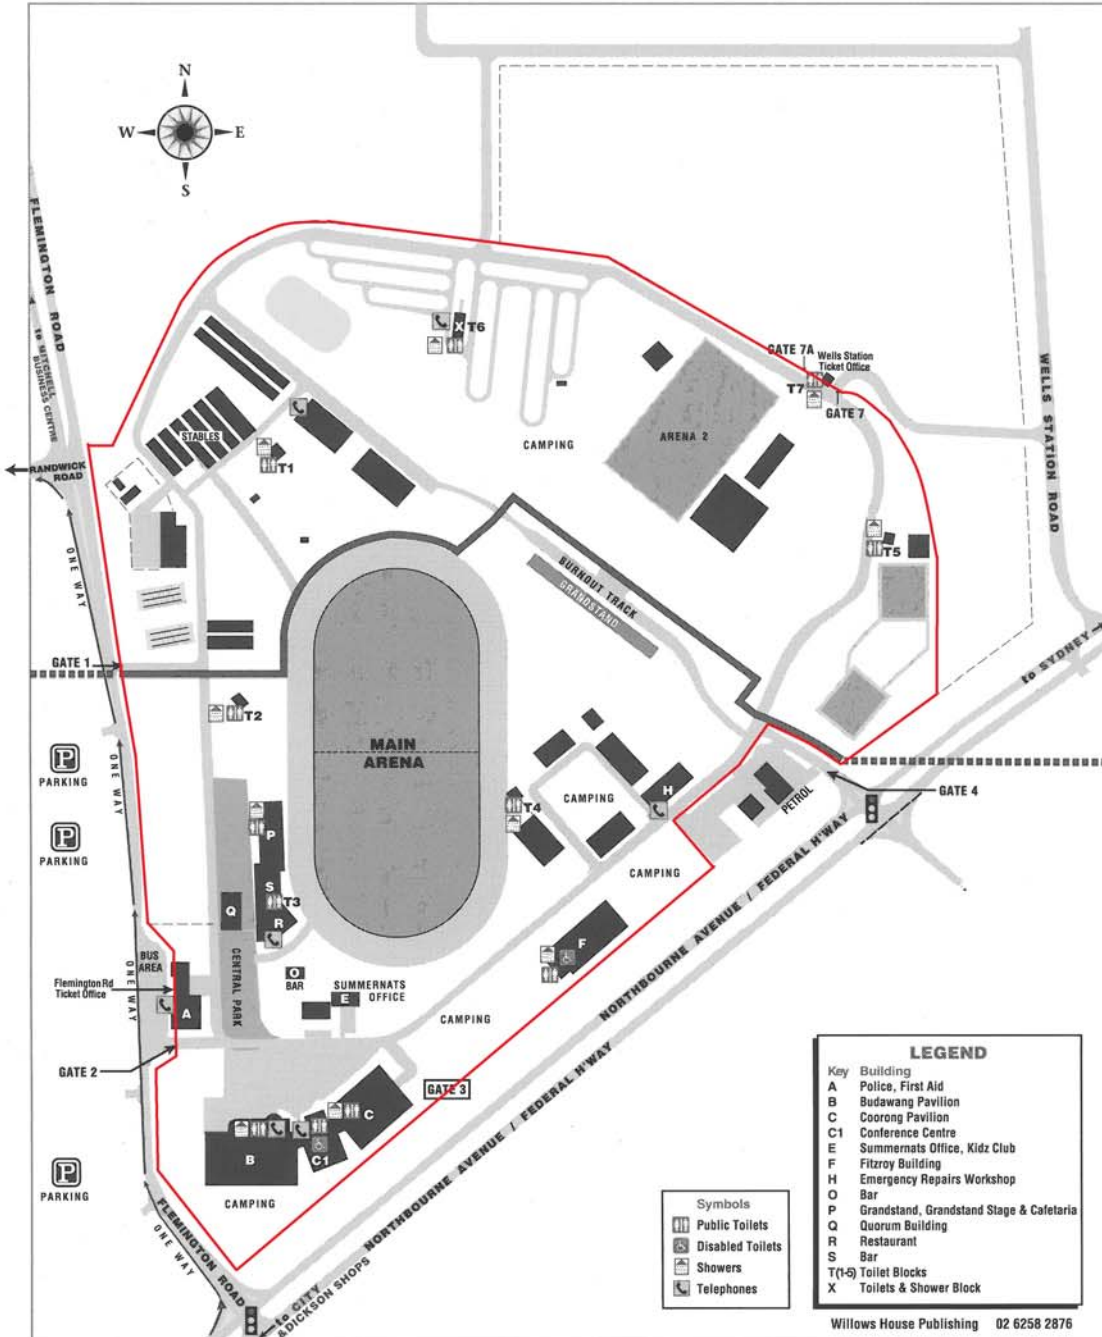 N
W
E
S
FLEMINGTON ROAD
to MITCHELL
BUSINESS CENTRE
RANDWICK
ROAD
ONE WAY
STABLES
T1
X
T6
CAMPING
ARENA 2
GATE 7A
Wells Station
Ticket Office
T7
GATE 7
WELLS STATION ROAD
T5
BURNOUT TRACK
GRANDSTAND
to SYDNEY
GATE 1
T2
MAIN
ARENA
P
PARKING
ONE WAY
P
PARKING
P
S
T3
R
Q
CENTRAL PARK
T4
CAMPING
H
PETROL
GATE 4
CAMPING
F
BUS
AREA
Flemington Rd
Ticket Office
ONE WAY
A
O
BAR
SUMMERNATS
OFFICE
E
CAMPING
NORTHBOURNE AVENUE / FEDERAL H'WAY
GATE 2
GATE 3
C
B
C1
CAMPING
P
PARKING
FLEMINGTON ROAD
ONE WAY
NORTHBOURNE AVENUE / FEDERAL H'WAY
to CITY
& DICKSON SHOPS
Symbols
Public Toilets
Disabled Toilets
Showers
Telephones
LEGEND
Key Building
A Police, First Aid
B Budawang Pavilion
C Coorong Pavilion
C1 Conference Centre
E Summernats Office, Kidz Club
F Fitzroy Building
H Emergency Repairs Workshop
O Bar
P Grandstand, Grandstand Stage & Cafetaria
Q Quorum Building
R Restaurant
S Bar
T(1-5) Toilet Blocks
X Toilets & Shower Block
Willows House Publishing 02 6258 2876